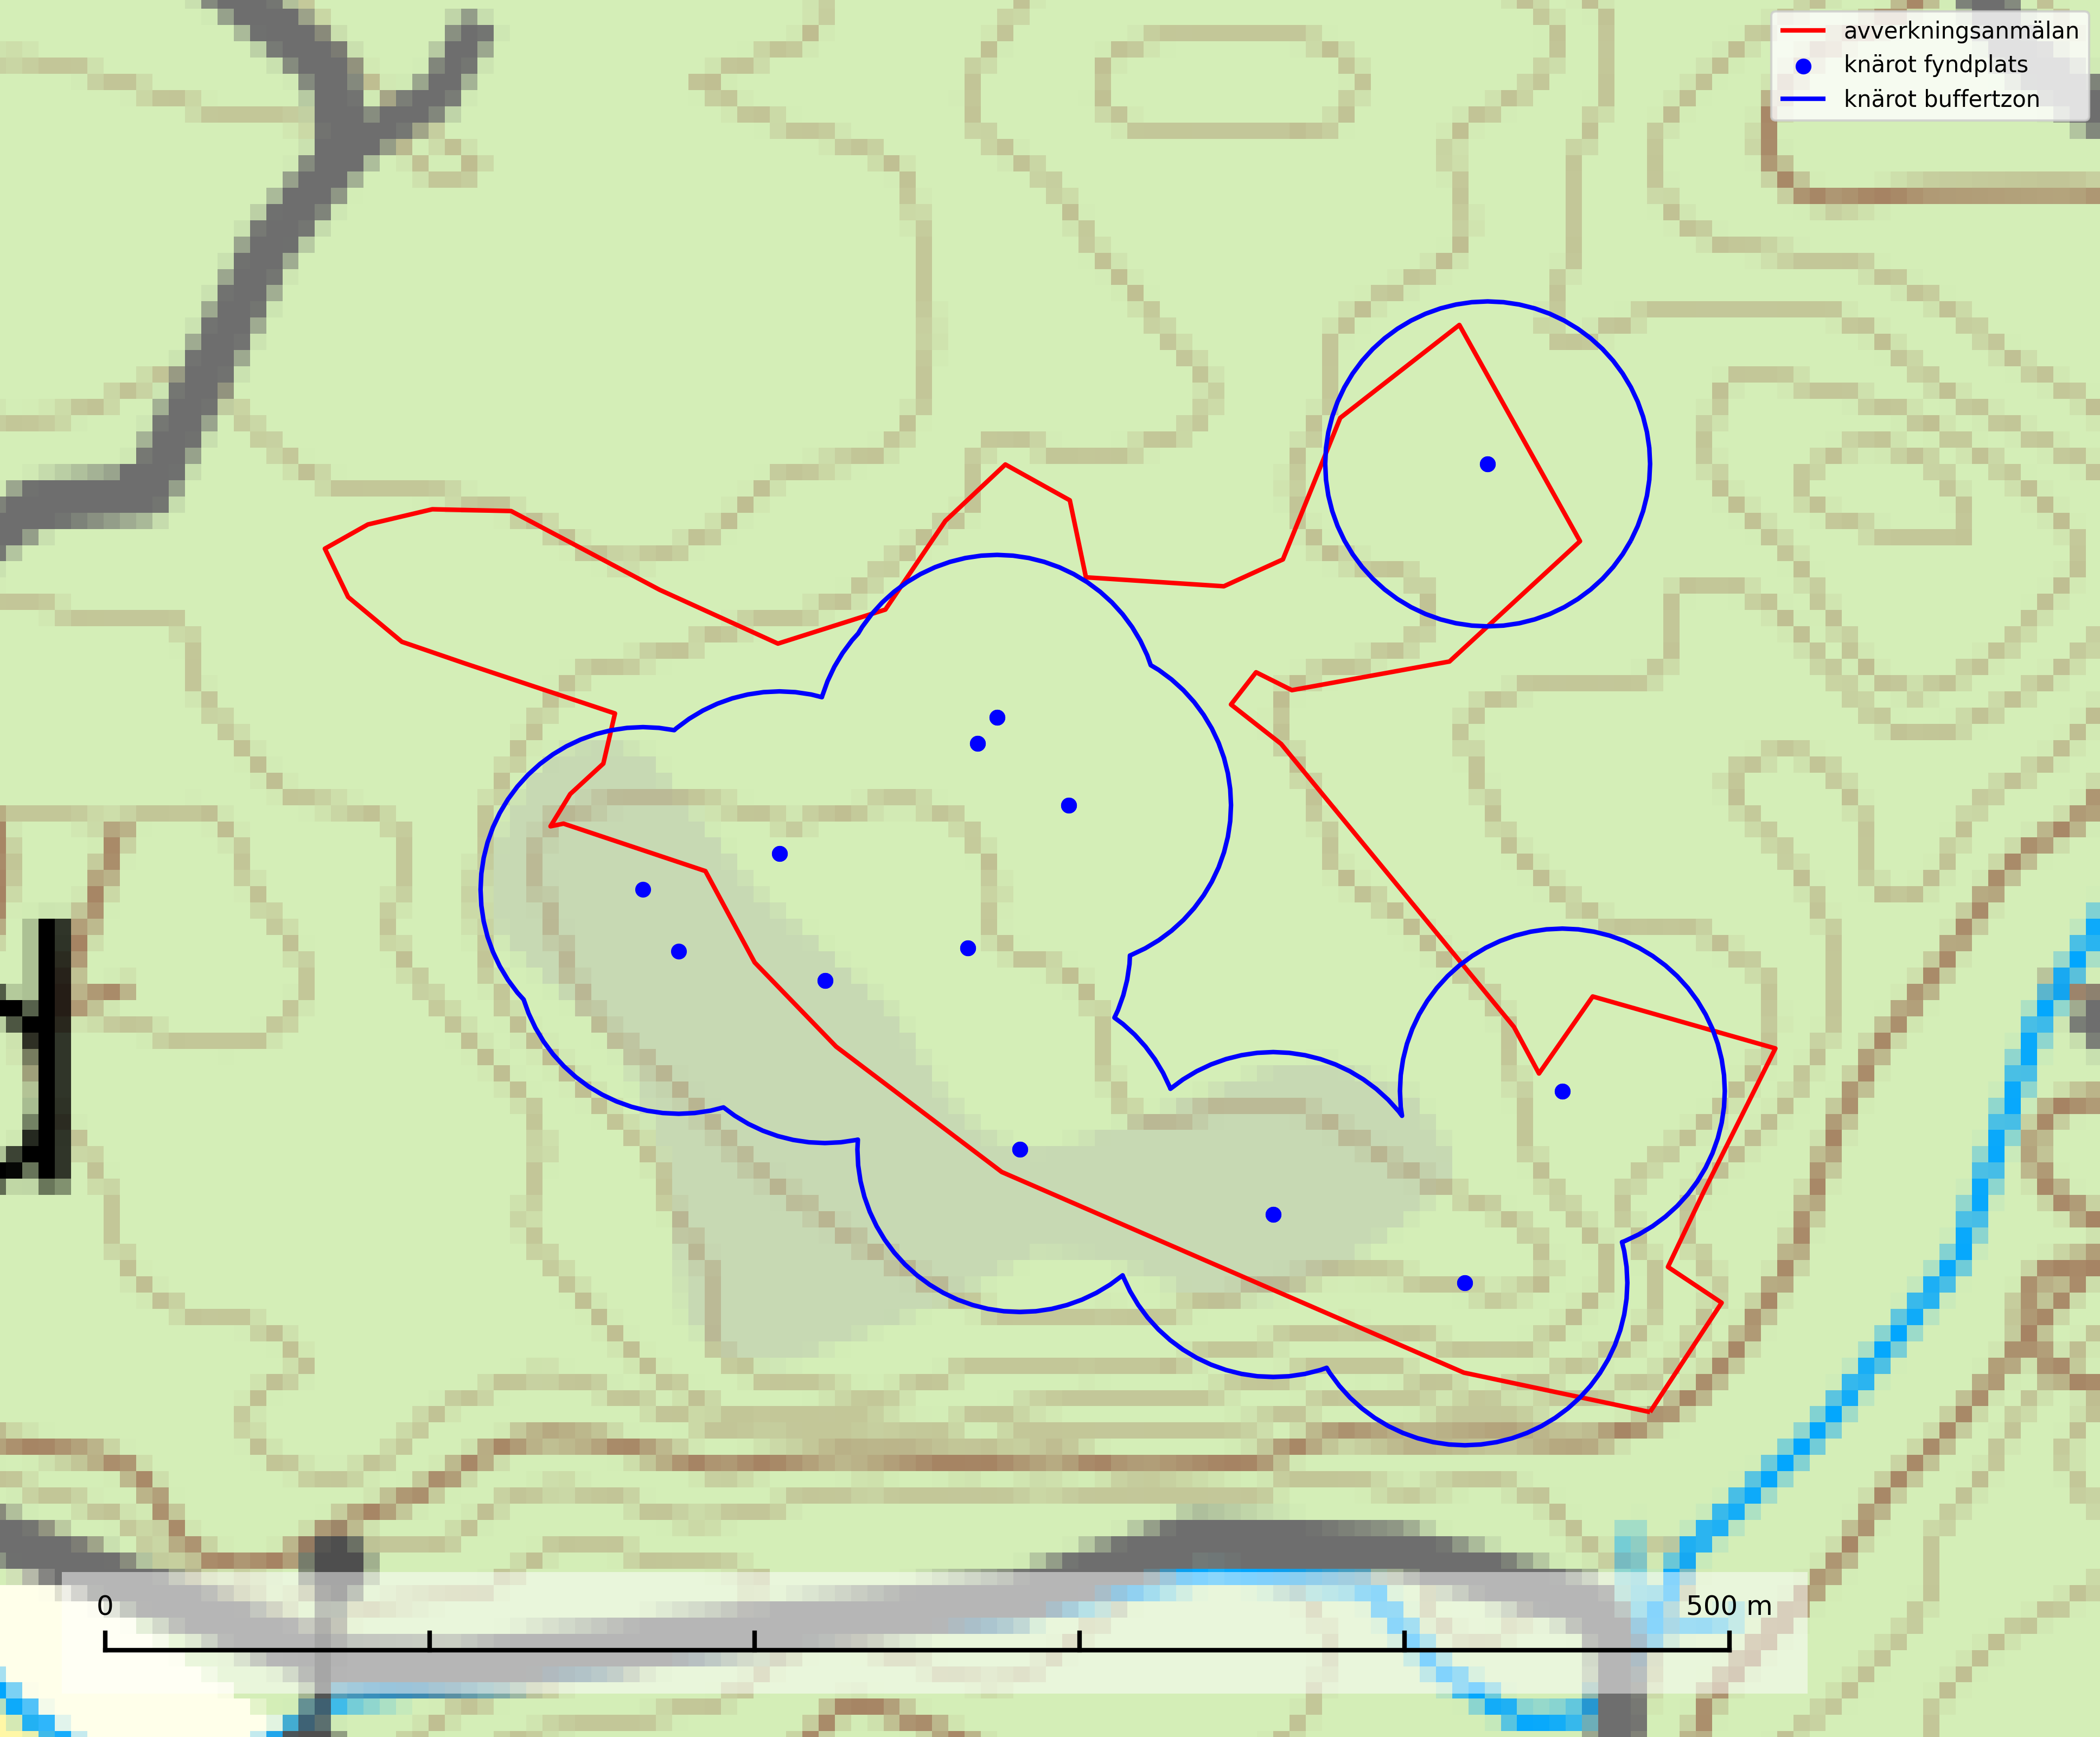 avverkningsanmälan
knärot fyndplats
knärot buffertzon
0
500 m